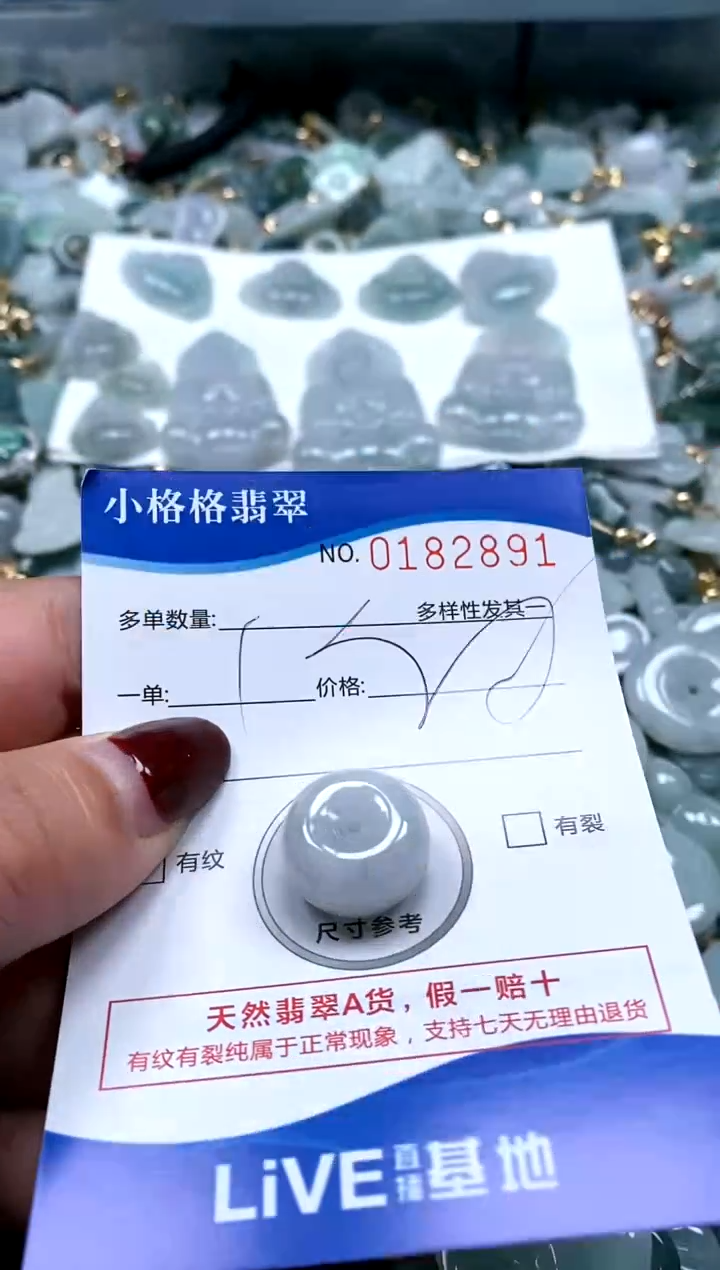 小格格翡翠
NO. 0182891
多单数量: 多样性发其一
一单: 价格:
有纹 有裂
尺寸参考
天然翡翠A货，假一赔十
有纹有裂纯属于正常现象，支持七天无理由退货
LiVE直播基地